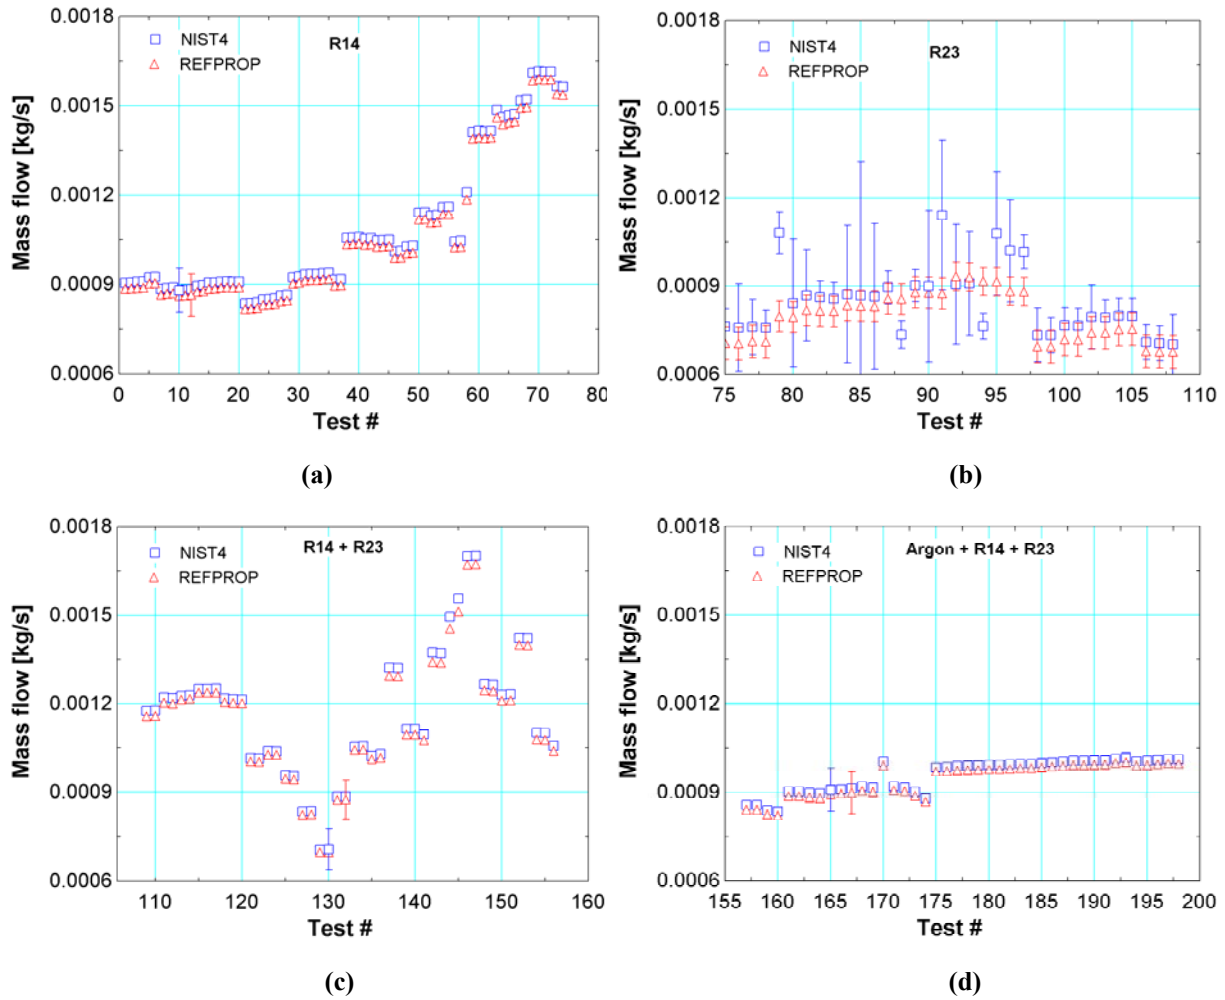 0.0018
R14
NIST4
REFPROP
0.0015
0.0012
0.0009
0.0006
Mass flow [kg/s]
0 10 20 30 40 50 60 70 80
Test #
(a)
0.0018
R23
NIST4
REFPROP
0.0015
0.0012
0.0009
0.0006
Mass flow [kg/s]
75 80 85 90 95 100 105 110
Test #
(b)
0.0018
R14 + R23
NIST4
REFPROP
0.0015
0.0012
0.0009
0.0006
Mass flow [kg/s]
110 120 130 140 150 160
Test #
(c)
0.0018
Argon + R14 + R23
NIST4
REFPROP
0.0015
0.0012
0.0009
0.0006
Mass flow [kg/s]
155 160 165 170 175 180 185 190 195 200
Test #
(d)